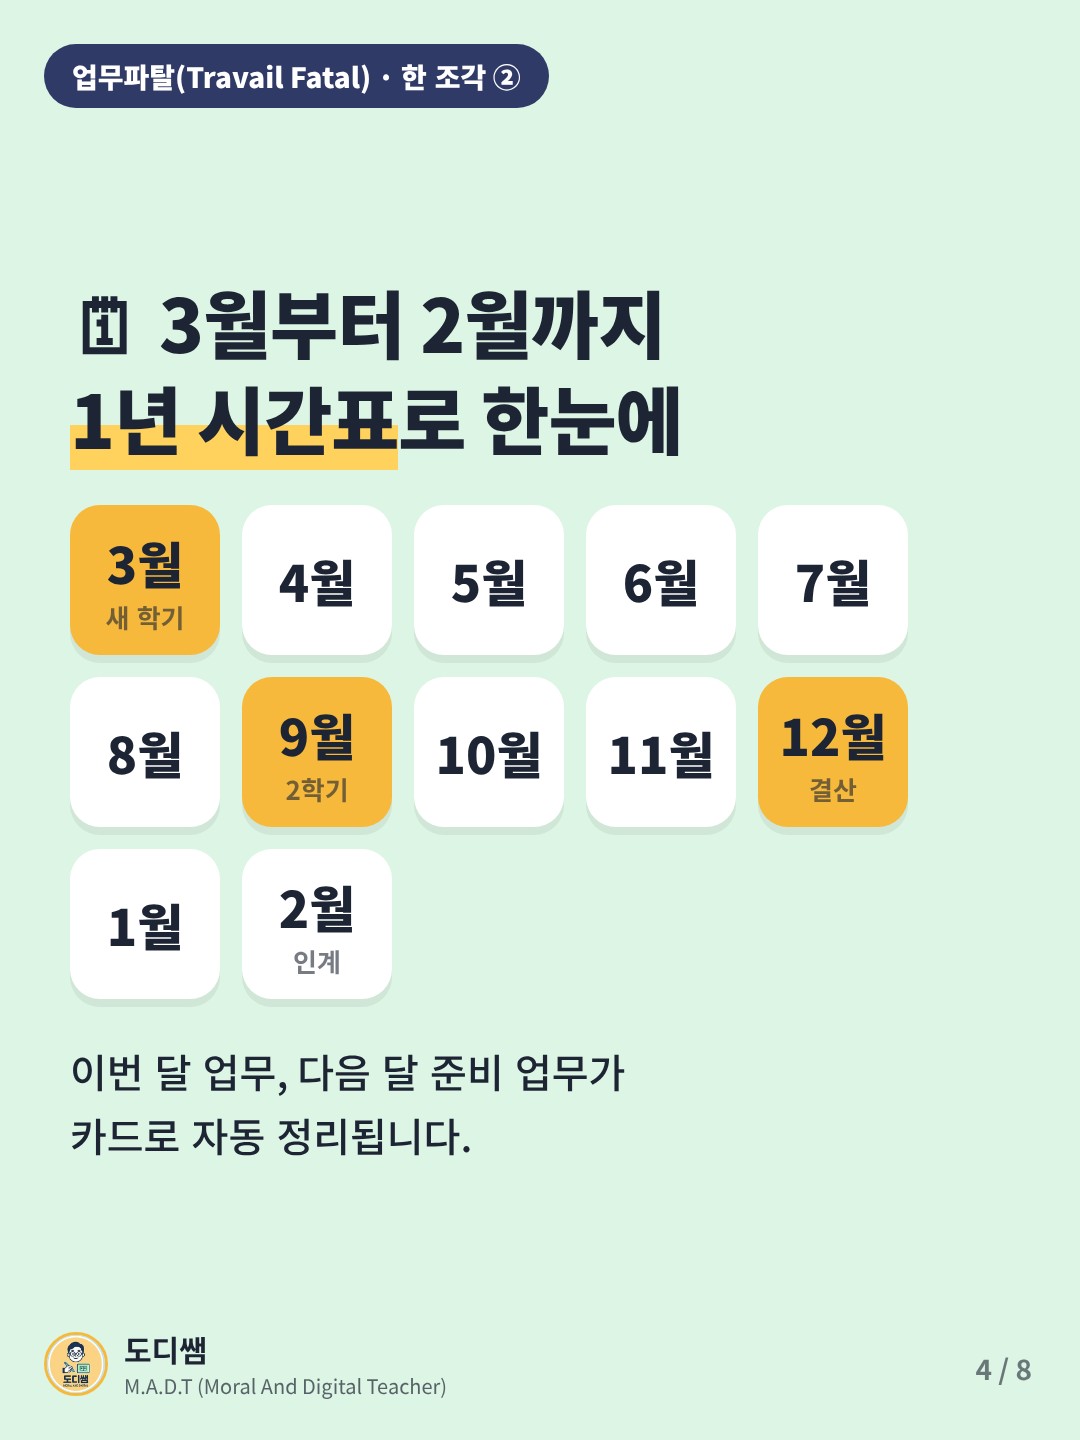 업무파탈(Travail Fatal) · 한 조각 ②
3월부터 2월까지
1년 시간표로 한눈에
3월
새 학기
4월
5월
6월
7월
8월
9월
2학기
10월
11월
12월
결산
1월
2월
인계
이번 달 업무, 다음 달 준비 업무가
카드로 자동 정리됩니다.
도디쌤
도디쌤
M.A.D.T (Moral And Digital Teacher)
4 / 8